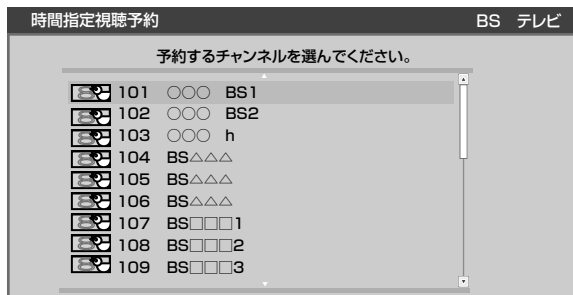 時間指定視聴予約 BS テレビ
予約するチャンネルを選んでください。
101 ○○○ BS1
102 ○○○ BS2
103 ○○○ h
104 BS△△△
105 BS△△△
106 BS△△△
107 BS□□□1
108 BS□□□2
109 BS□□□3